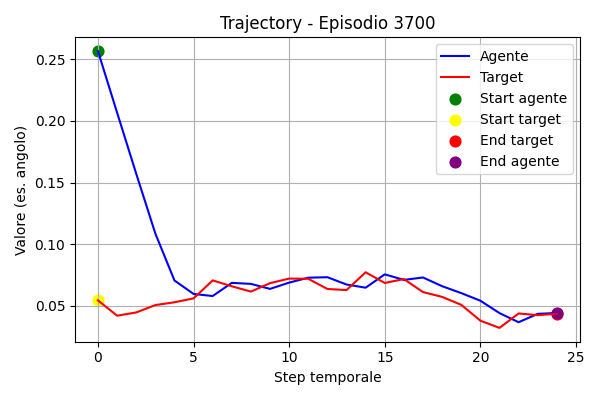 Trajectory - Episodio 3700
Valore (es. angolo)
0.25
0.20
0.15
0.10
0.05
0
5
10
15
20
25
Step temporale
Agente
Target
Start agente
Start target
End target
End agente